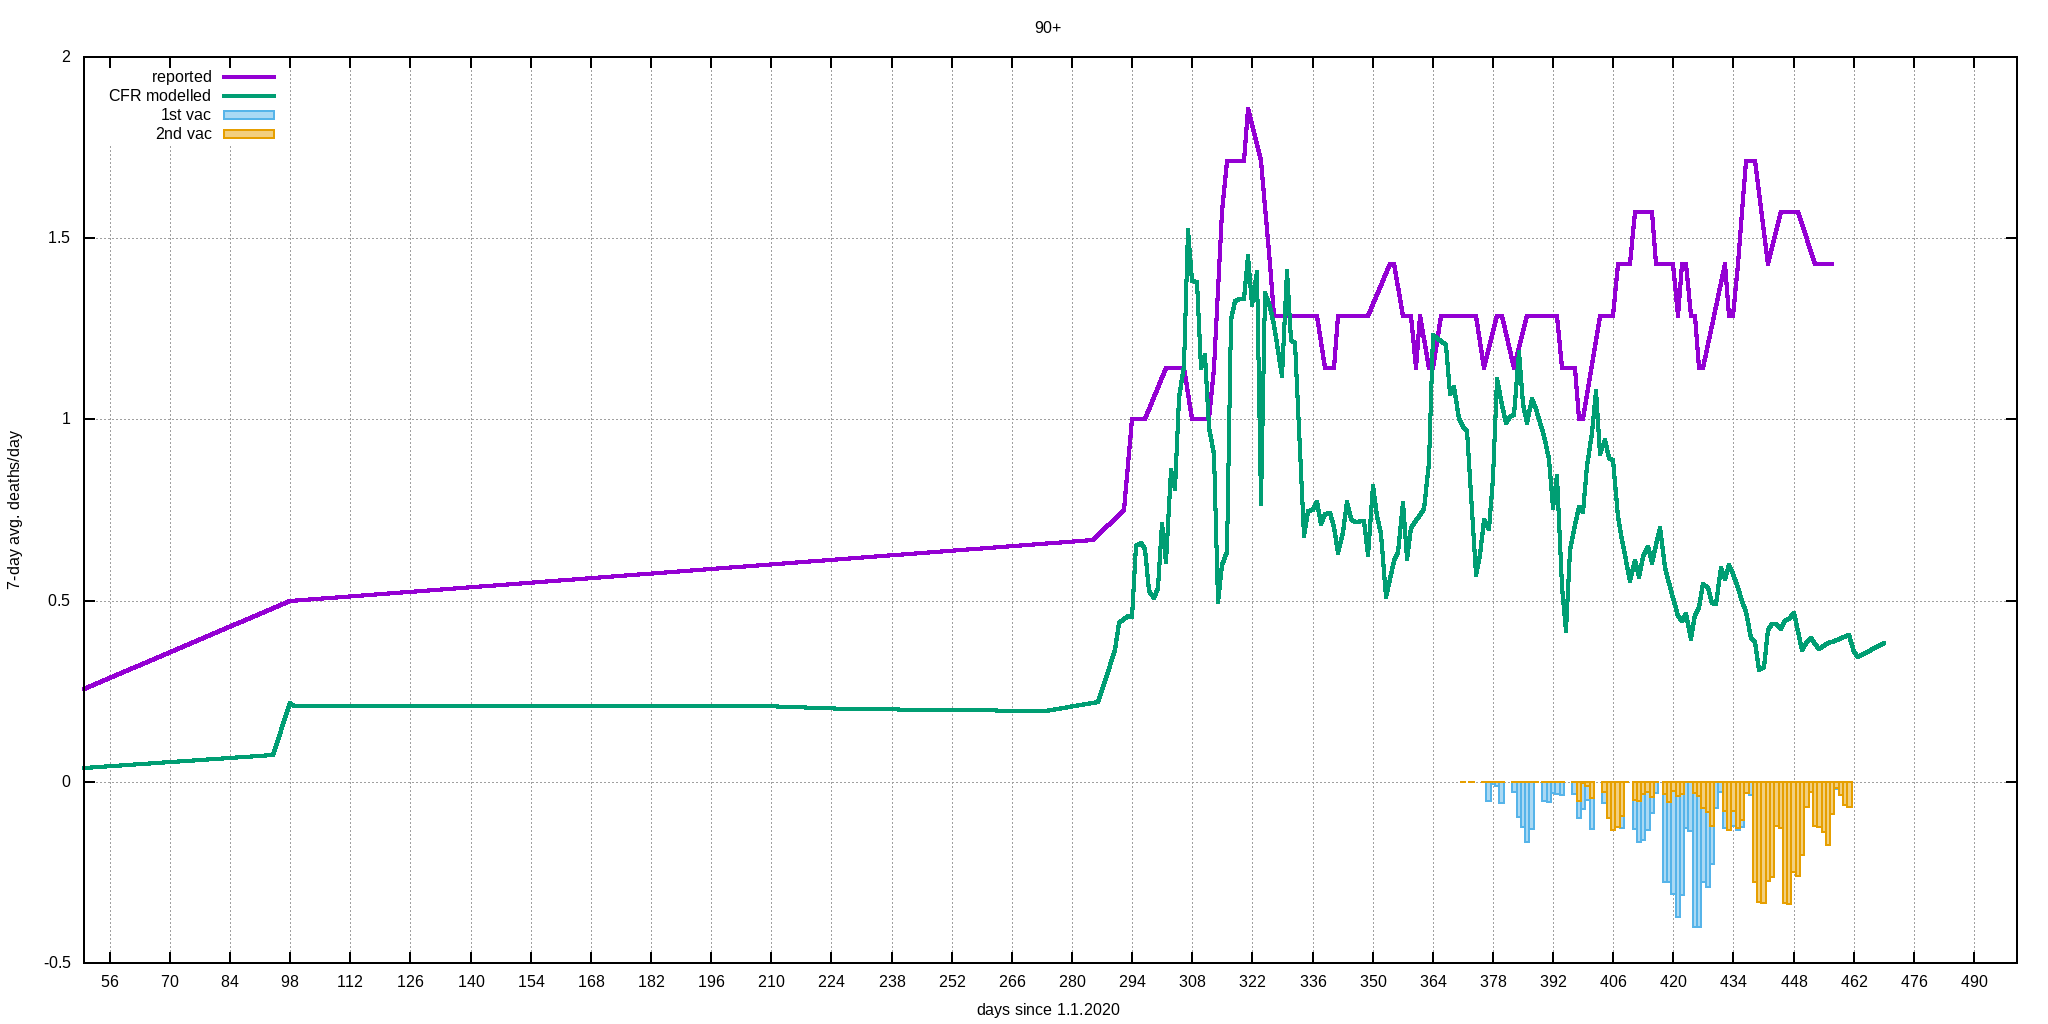 90+
reported
CFR modelled
1st vac
2nd vac
2
1.5
1
0.5
0
-0.5
7-day avg. deaths/day
56 70 84 98 112 126 140 154 168 182 196 210 224 238 252 266 280 294 308 322 336 350 364 378 392 406 420 434 448 462 476 490
days since 1.1.2020